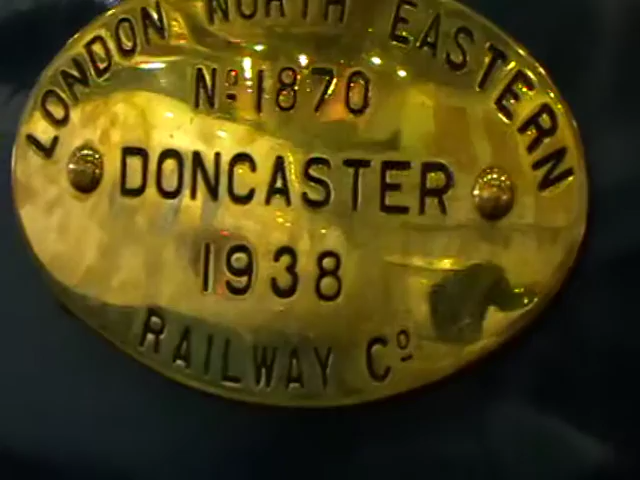 LONDON NORTH EASTERN
Nº 1870
DONCASTER
1938
RAILWAY Cº